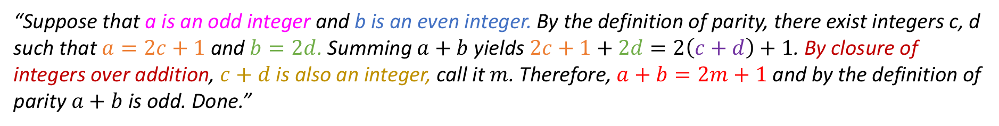 “Suppose that a is an odd integer and b is an even integer. By the definition of parity, there exist integers c, d
such that a = 2c + 1 and b = 2d. Summing a + b yields 2c + 1 + 2d = 2(c + d) + 1. By closure of
integers over addition, c + d is also an integer, call it m. Therefore, a + b = 2m + 1 and by the definition of
parity a + b is odd. Done.”